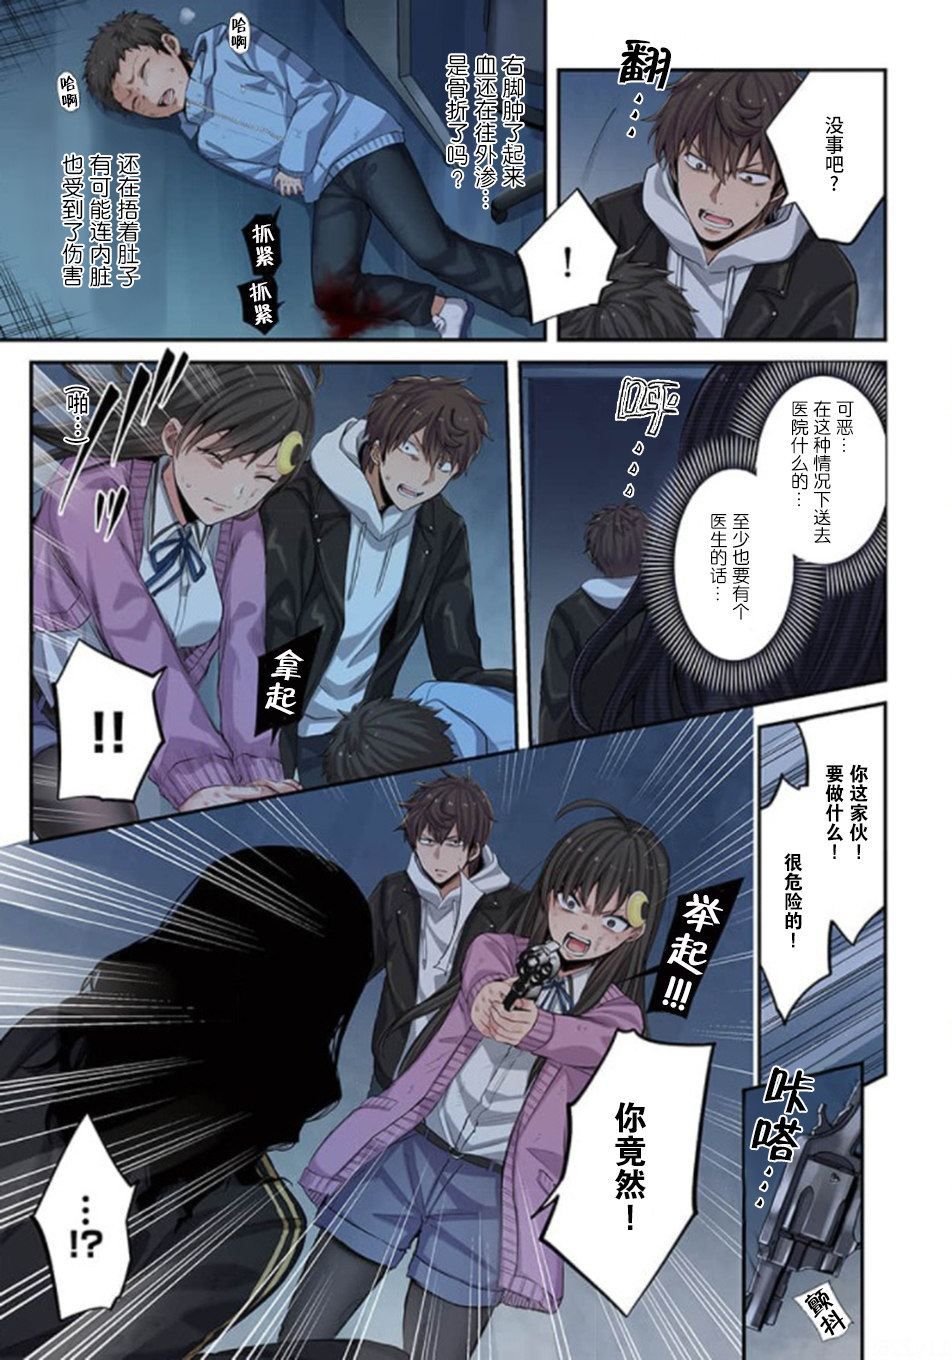 翻…
没事吧？
！
右脚肿了起来
血还在往外渗…
是骨折了吗？
哈啊
哈啊
抓紧
抓紧
还在捂着肚子
有可能连内脏
也受到了伤害
可恶…
在这种情况下送去
医院什么的…
至少也要有个
医生的话…
呼…
(啪…)
拿起
!!
你这家伙！
要做什么！
很危险的！
咔嗒…
颤抖
举起!!!
你竟然！
…!?